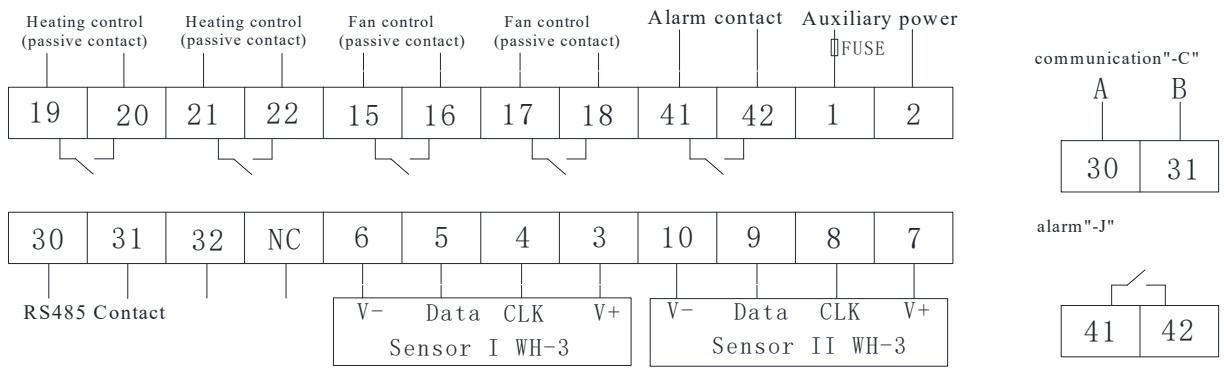 Heating control
(passive contact)
Heating control
(passive contact)
Fan control
(passive contact)
Fan control
(passive contact)
Alarm contact
Auxiliary power
FUSE
19 20 21 22 15 16 17 18 41 42 1 2
30 31 32 NC 6 5 4 3 10 9 8 7
RS485 Contact
V- Data CLK V+
Sensor I WH-3
V- Data CLK V+
Sensor II WH-3
communication"-C"
A B
30 31
alarm"-J"
41 42